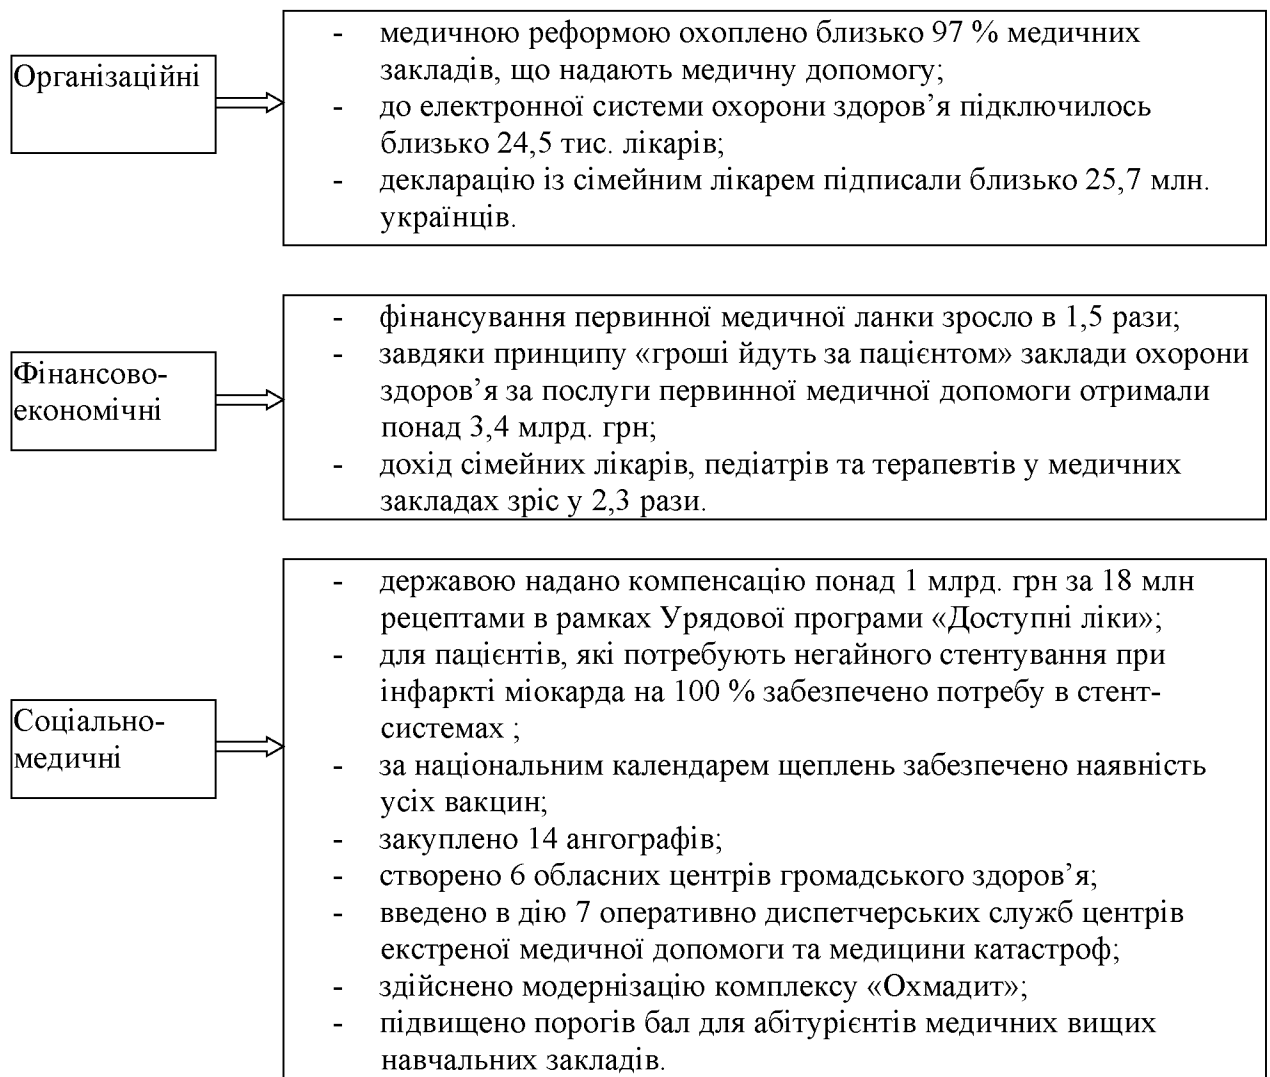 Організаційні
- медичною реформою охоплено близько 97 % медичних
закладів, що надають медичну допомогу;
- до електронної системи охорони здоров’я підключилось
близько 24,5 тис. лікарів;
- декларацію із сімейним лікарем підписали близько 25,7 млн.
українців.
Фінансово-
економічні
- фінансування первинної медичної ланки зросло в 1,5 рази;
- завдяки принципу «гроші йдуть за пацієнтом» заклади охорони
здоров’я за послуги первинної медичної допомоги отримали
понад 3,4 млрд. грн;
- дохід сімейних лікарів, педіатрів та терапевтів у медичних
закладах зріс у 2,3 рази.
Соціально-
медичні
- державою надано компенсацію понад 1 млрд. грн за 18 млн
рецептами в рамках Урядової програми «Доступні ліки»;
- для пацієнтів, які потребують негайного стентування при
інфаркті міокарда на 100 % забезпечено потребу в стент-
системах ;
- за національним календарем щеплень забезпечено наявність
усіх вакцин;
- закуплено 14 ангографів;
- створено 6 обласних центрів громадського здоров’я;
- введено в дію 7 оперативно диспетчерських служб центрів
екстреної медичної допомоги та медицини катастроф;
- здійснено модернізацію комплексу «Охмадит»;
- підвищено порогів бал для абітурієнтів медичних вищих
навчальних закладів.